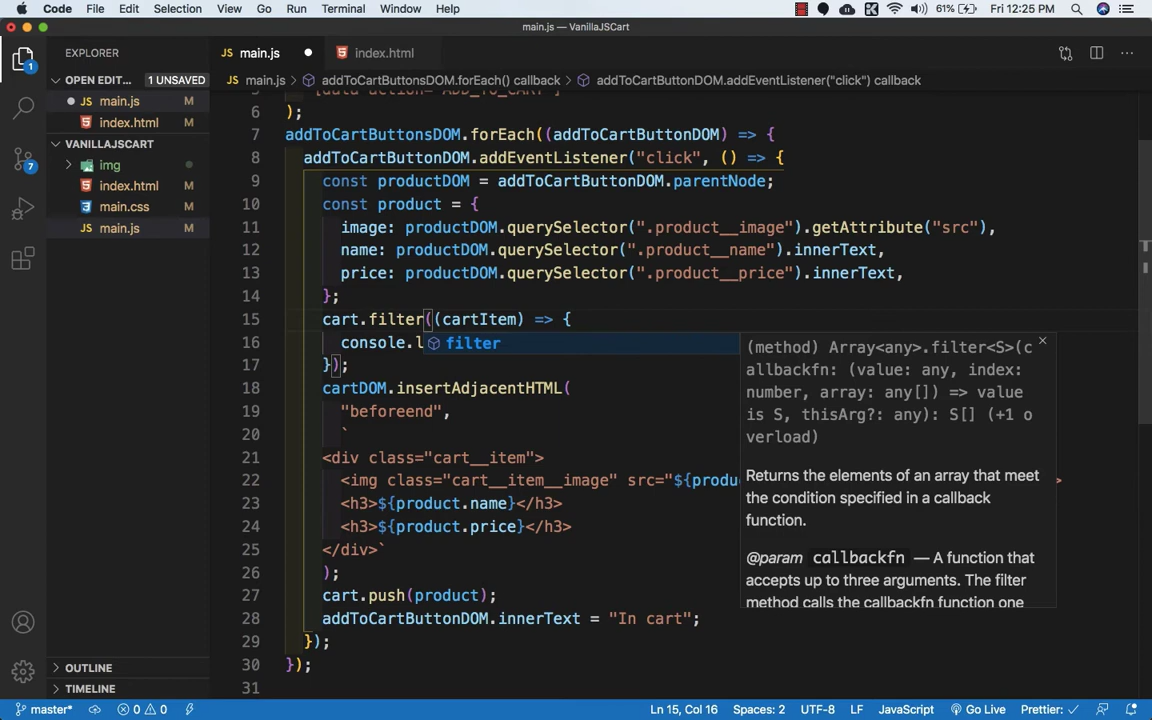 Code File Edit Selection View Go Run Terminal Window Help 61% Fri 12:25 PM
main.js — VanillaJSCart
EXPLORER
OPEN EDIT... 1 UNSAVED
JS main.js M
index.html M
VANILLAJSCART
img
index.html M
main.css M
JS main.js M
OUTLINE
TIMELINE
1
7
JS main.js
index.html
JS main.js > addToCartButtonsDOM.forEach() callback > addToCartButtonDOM.addEventListener("click") callback
6 );
7 addToCartButtonsDOM.forEach((addToCartButtonDOM) => {
8 addToCartButtonDOM.addEventListener("click", () => {
9 const productDOM = addToCartButtonDOM.parentNode;
10 const product = {
11 image: productDOM.querySelector(".product__image").getAttribute("src"),
12 name: productDOM.querySelector(".product__name").innerText,
13 price: productDOM.querySelector(".product__price").innerText,
14 };
15 cart.filter((cartItem) => {
16 console.l
17 });
18 cartDOM.insertAdjacentHTML(
19 "beforeend",
20 `
21 <div class="cart__item">
22 <img class="cart__item__image" src="${produ >
23 <h3>${product.name}</h3>
24 <h3>${product.price}</h3>
25 </div>`
26 );
27 cart.push(product);
28 addToCartButtonDOM.innerText = "In cart";
29 });
30 });
31
filter
(method) Array<any>.filter<S>(c
allbackfn: (value: any, index:
number, array: any[]) => value
is S, thisArg?: any): S[] (+1 o
verload)
Returns the elements of an array that meet
the condition specified in a callback
function.
@param callbackfn — A function that
accepts up to three arguments. The filter
method calls the callbackfn function one
master* 0 0 Ln 15, Col 16 Spaces: 2 UTF-8 LF JavaScript Go Live Prettier: ✓